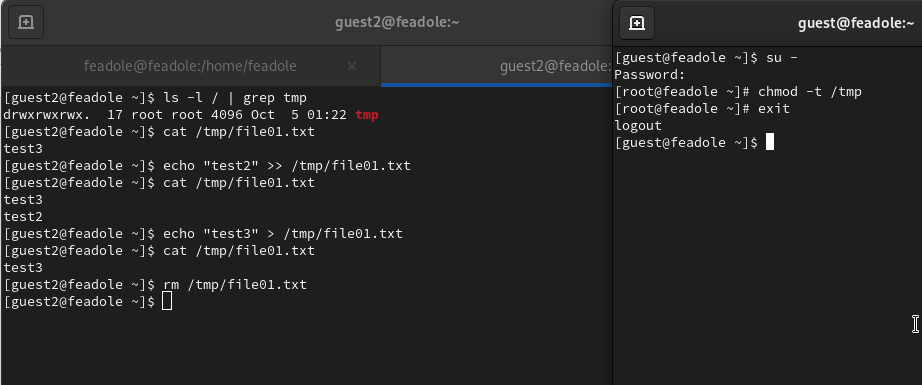 guest2@feadole:~
feadole@feadole:/home/feadole
guest2@feadole:
[guest2@feadole ~]$ ls -l / | grep tmp
drwxrwxrwx.  17 root root 4096 Oct  5 01:22 tmp
[guest2@feadole ~]$ cat /tmp/file01.txt
test3
[guest2@feadole ~]$ echo "test2" >> /tmp/file01.txt
[guest2@feadole ~]$ cat /tmp/file01.txt
test3
test2
[guest2@feadole ~]$ echo "test3" > /tmp/file01.txt
[guest2@feadole ~]$ cat /tmp/file01.txt
test3
[guest2@feadole ~]$ rm /tmp/file01.txt
[guest2@feadole ~]$
guest@feadole:~
[guest@feadole ~]$ su -
Password:
[root@feadole ~]# chmod -t /tmp
[root@feadole ~]# exit
logout
[guest@feadole ~]$